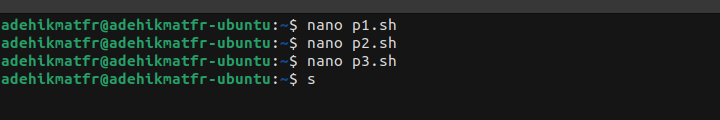 adehikmatfr@adehikmatfr-ubuntu:~$ nano p1.sh
adehikmatfr@adehikmatfr-ubuntu:~$ nano p2.sh
adehikmatfr@adehikmatfr-ubuntu:~$ nano p3.sh
adehikmatfr@adehikmatfr-ubuntu:~$ s